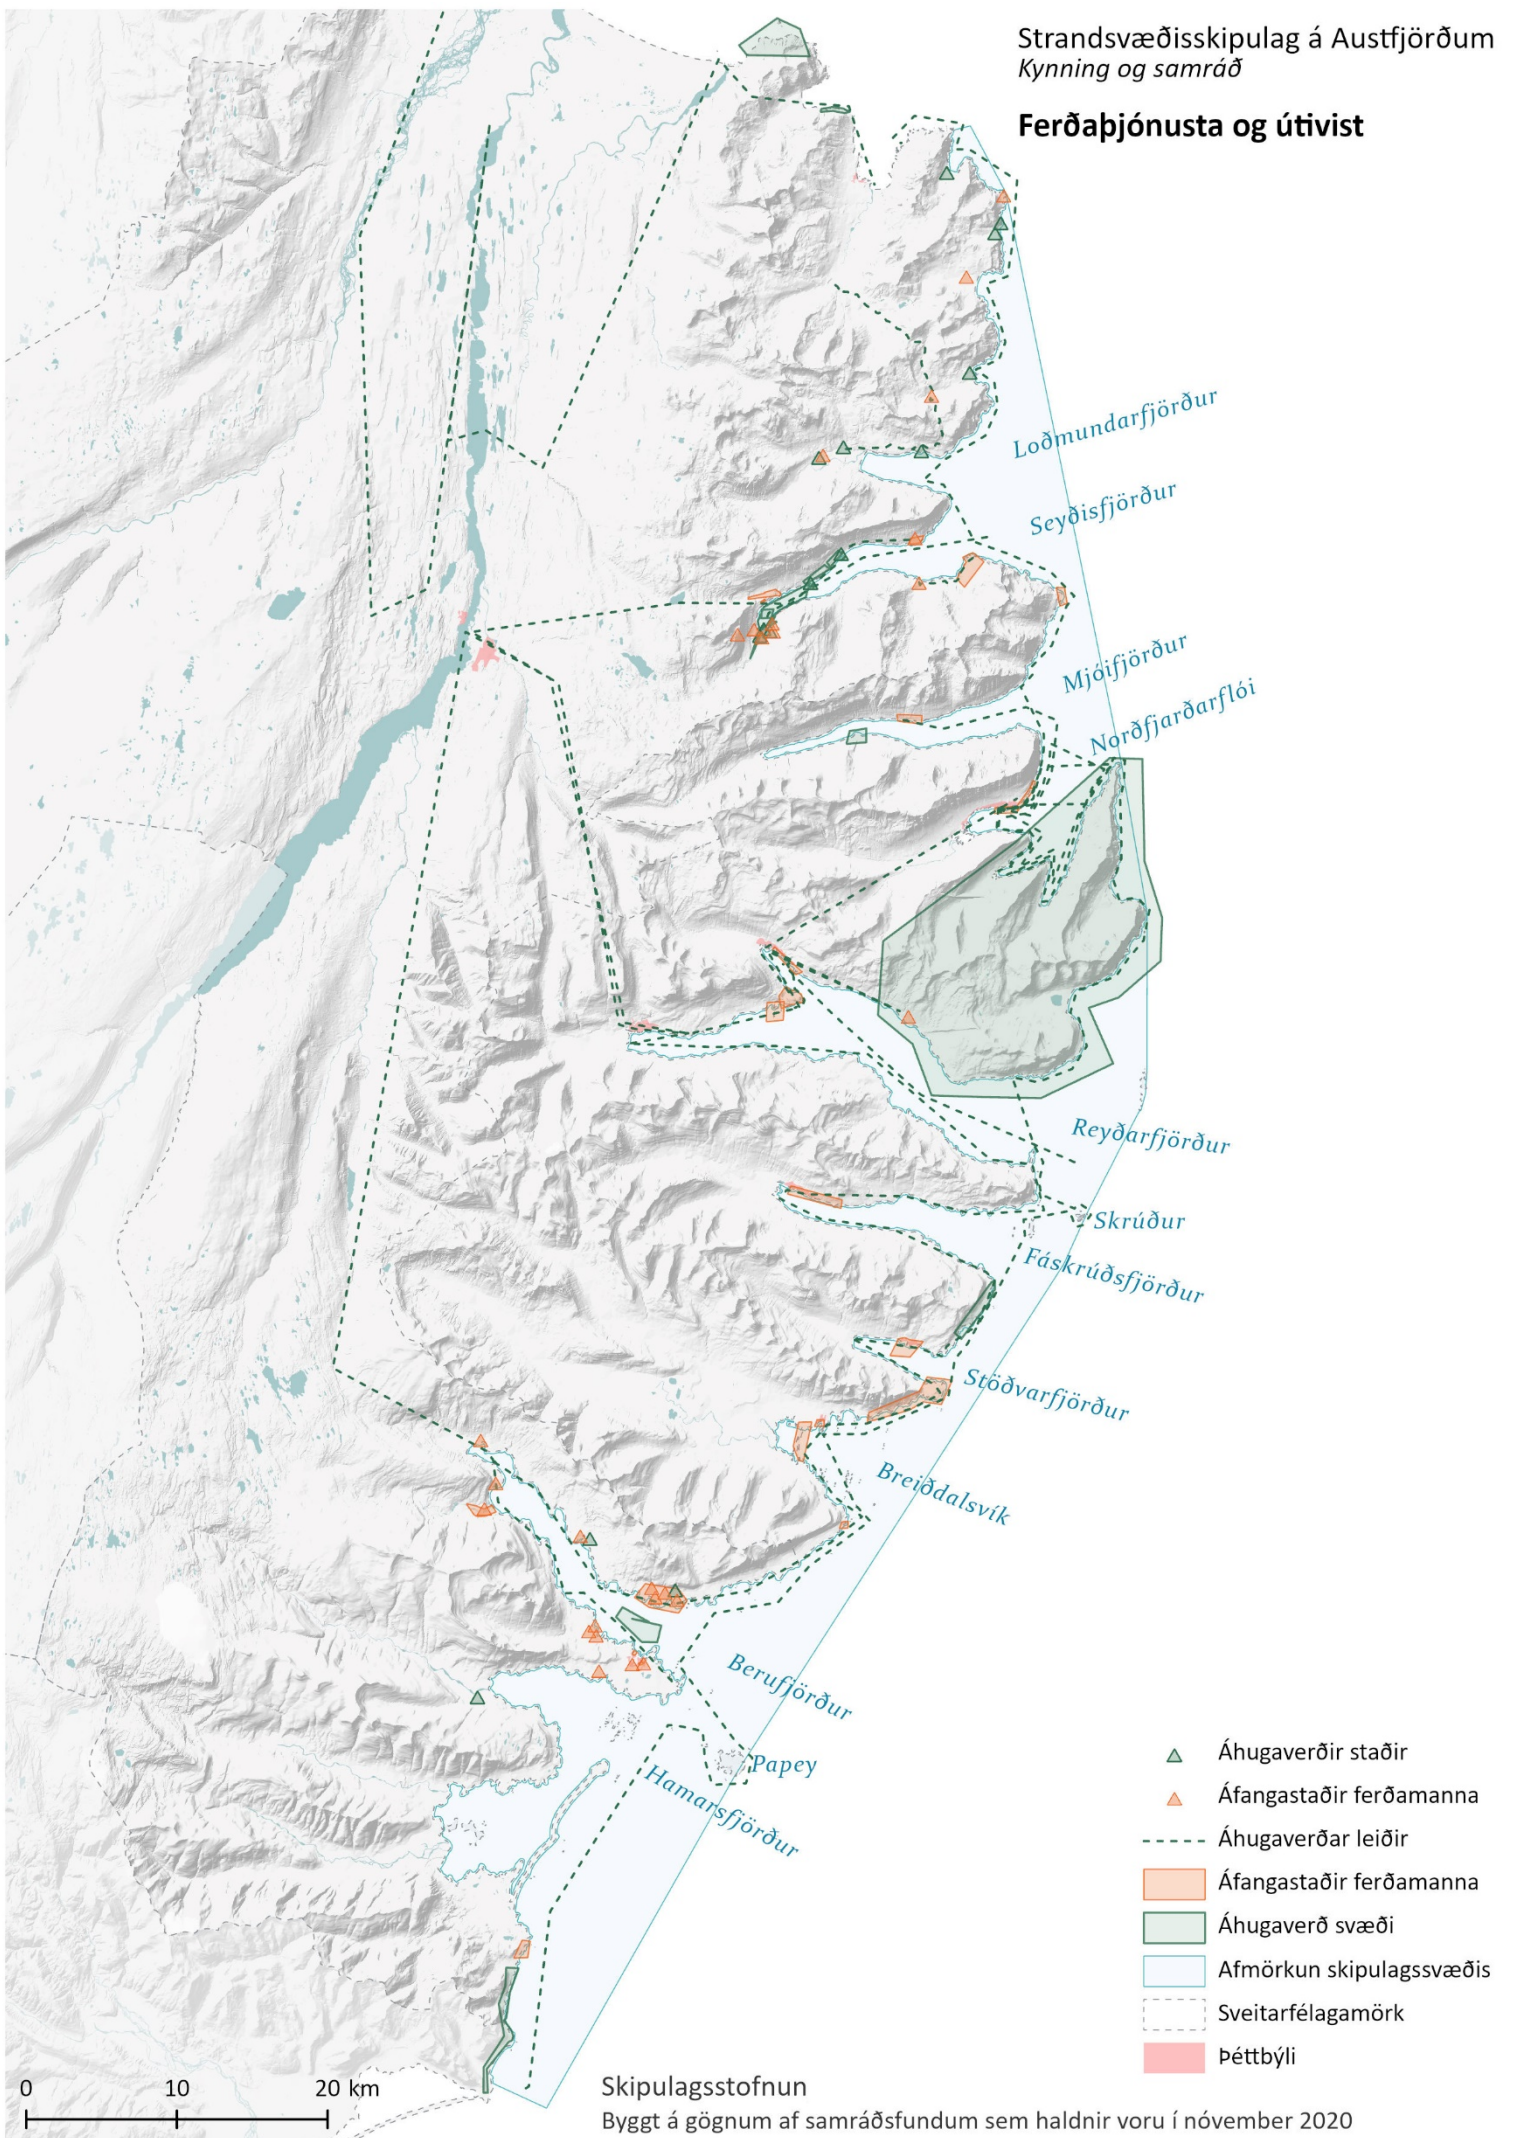 Strandsvæðisskipulag á Austfjörðum
Kynning og samráð
Ferðaþjónusta og útivist
Loðmundarfjörður
Seyðisfjörður
Mjóifjörður
Norðfjarðarflói
Reyðarfjörður
Skrúður
Fáskrúðsfjörður
Stöðvarfjörður
Breiðdalsvík
Berufjörður
Papey
Hamarsfjörður
Áhugaverðir staðir
Áfangastaðir ferðamanna
Áhugaverðar leiðir
Áfangastaðir ferðamanna
Áhugaverð svæði
Afmörkun skipulagssvæðis
Sveitarfélagamörk
Þéttbýli
0 10 20 km
Skipulagsstofnun
Byggt á gögnum af samráðsfundum sem haldnir voru í nóvember 2020